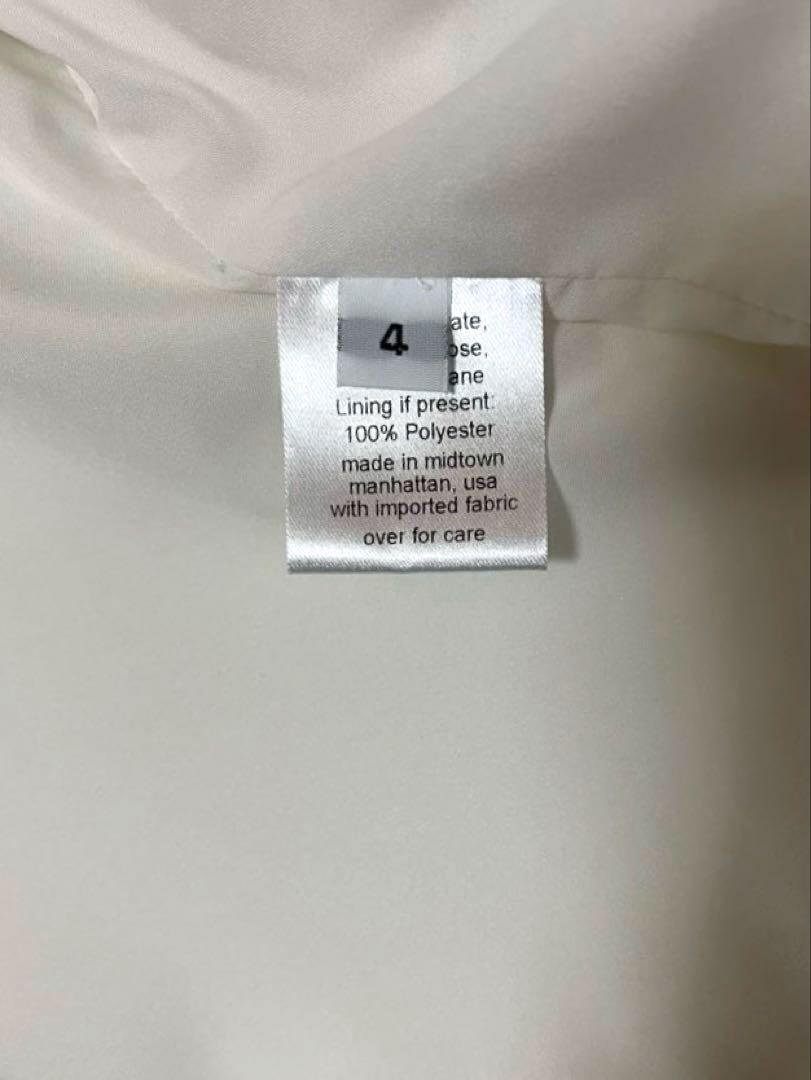 4
ate,
ose,
ane
Lining if present:
100% Polyester
made in midtown
manhattan, usa
with imported fabric
over for care